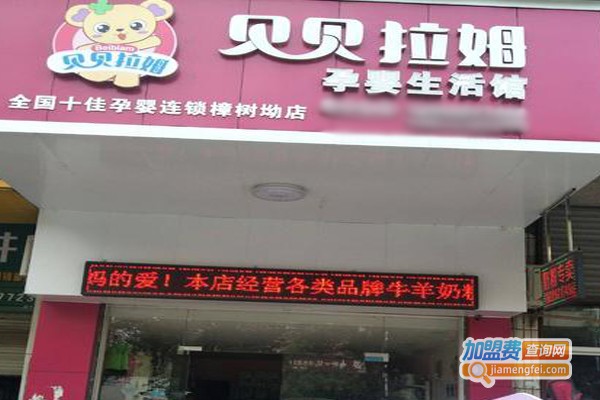 Beibiam
贝贝拉姆
贝贝拉姆
孕婴生活馆
全国十佳孕婴连锁樟树坳店
妈的爱！本店经营各类品牌牛羊奶粉
7723
加盟费查询网
jiamengfei.com